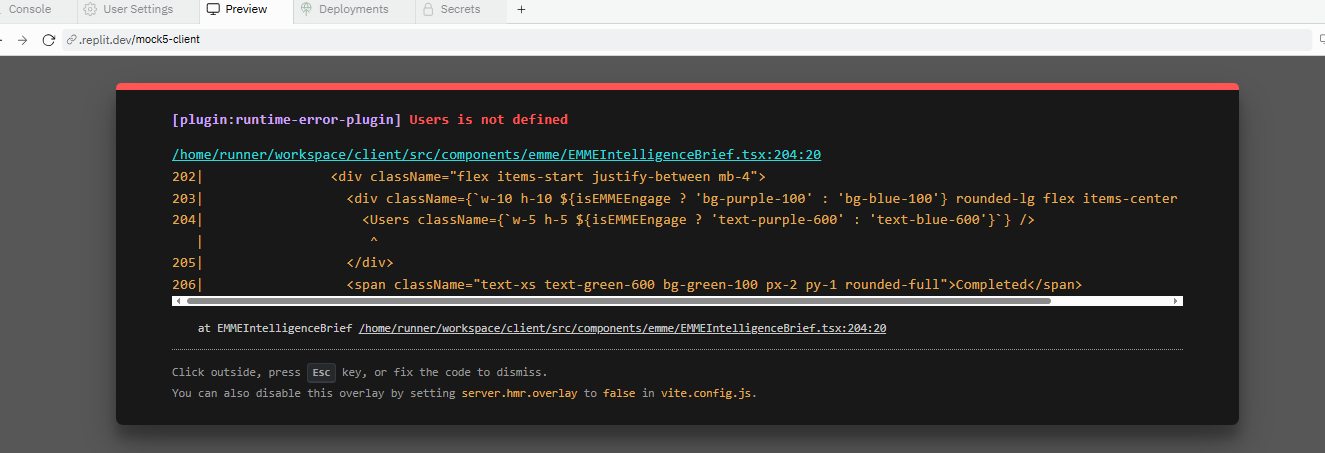 Console User Settings Preview Deployments Secrets +
.replit.dev/mock5-client
[plugin:runtime-error-plugin] Users is not defined
/home/runner/workspace/client/src/components/emme/EMMEIntelligenceBrief.tsx:204:20
202| <div className="flex items-start justify-between mb-4">
203| <div className={`w-10 h-10 ${isEMMEEngage ? 'bg-purple-100' : 'bg-blue-100'} rounded-lg flex items-center
204| <Users className={`w-5 h-5 ${isEMMEEngage ? 'text-purple-600' : 'text-blue-600'}`} />
| ^
205| </div>
206| <span className="text-xs text-green-600 bg-green-100 px-2 py-1 rounded-full">Completed</span>
at EMMEIntelligenceBrief /home/runner/workspace/client/src/components/emme/EMMEIntelligenceBrief.tsx:204:20
Click outside, press Esc key, or fix the code to dismiss.
You can also disable this overlay by setting server.hmr.overlay to false in vite.config.js.